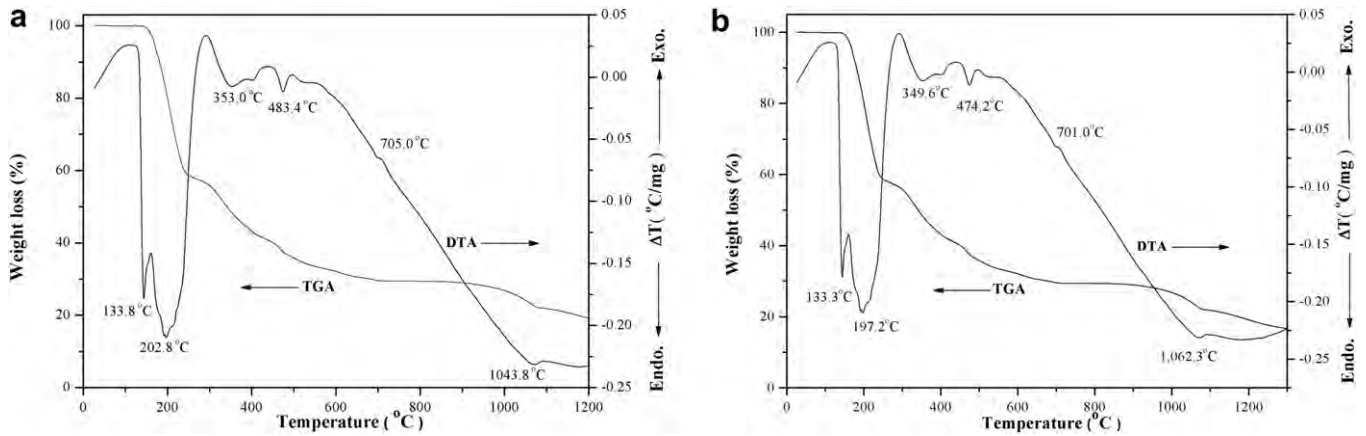 a
100
80
60
40
20
0
Weight loss (%)
0
200
400
600
800
1000
1200
Temperature (°C)
0.05
0.00
-0.05
-0.10
-0.15
-0.20
-0.25
Exo.
ΔT( °C/mg)
Endo.
353.0°C
483.4°C
705.0°C
DTA
TGA
133.8°C
202.8°C
1043.8°C
b
100
80
60
40
20
0
Weight loss (%)
0
200
400
600
800
1000
1200
Temperature (°C)
0.05
0.00
-0.05
-0.10
-0.15
-0.20
-0.25
Exo.
ΔT( °C/mg)
Endo.
349.6°C
474.2°C
701.0°C
DTA
TGA
133.3°C
197.2°C
1,062.3°C